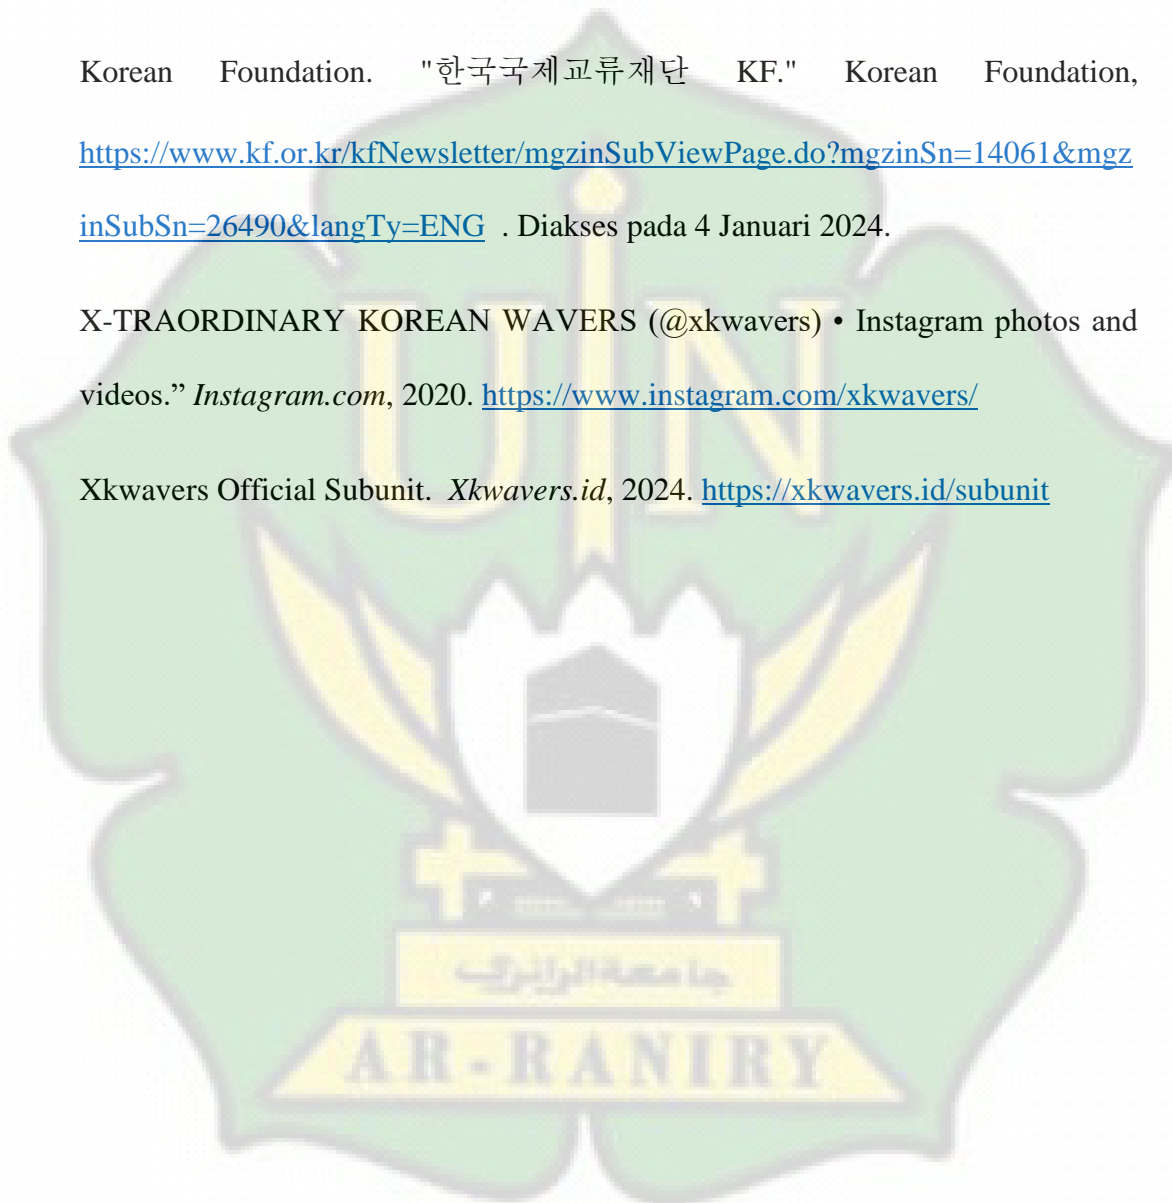 Korean Foundation. "한국국제교류재단 KF." Korean Foundation,
https://www.kf.or.kr/kfNewsletter/mgzinSubViewPage.do?mgzinSn=14061&mgz
inSubSn=26490&langTy=ENG . Diakses pada 4 Januari 2024.
X-TRAORDINARY KOREAN WAVERS (@xkwavers) • Instagram photos and
videos.” Instagram.com, 2020. https://www.instagram.com/xkwavers/
Xkwavers Official Subunit. Xkwavers.id, 2024. https://xkwavers.id/subunit
UIN
جامعة الرانري
AR-RANIRY